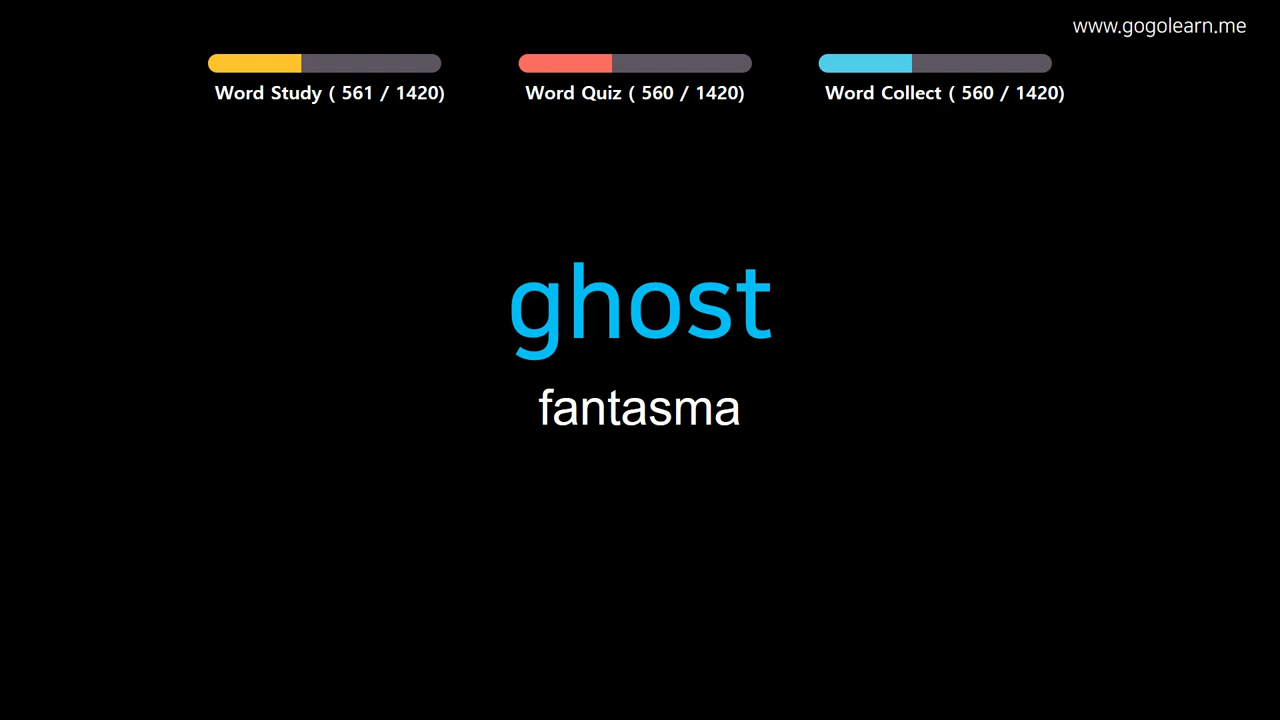 www.gogolearn.me
Word Study ( 561 / 1420)
Word Quiz ( 560 / 1420)
Word Collect ( 560 / 1420)
ghost
fantasma